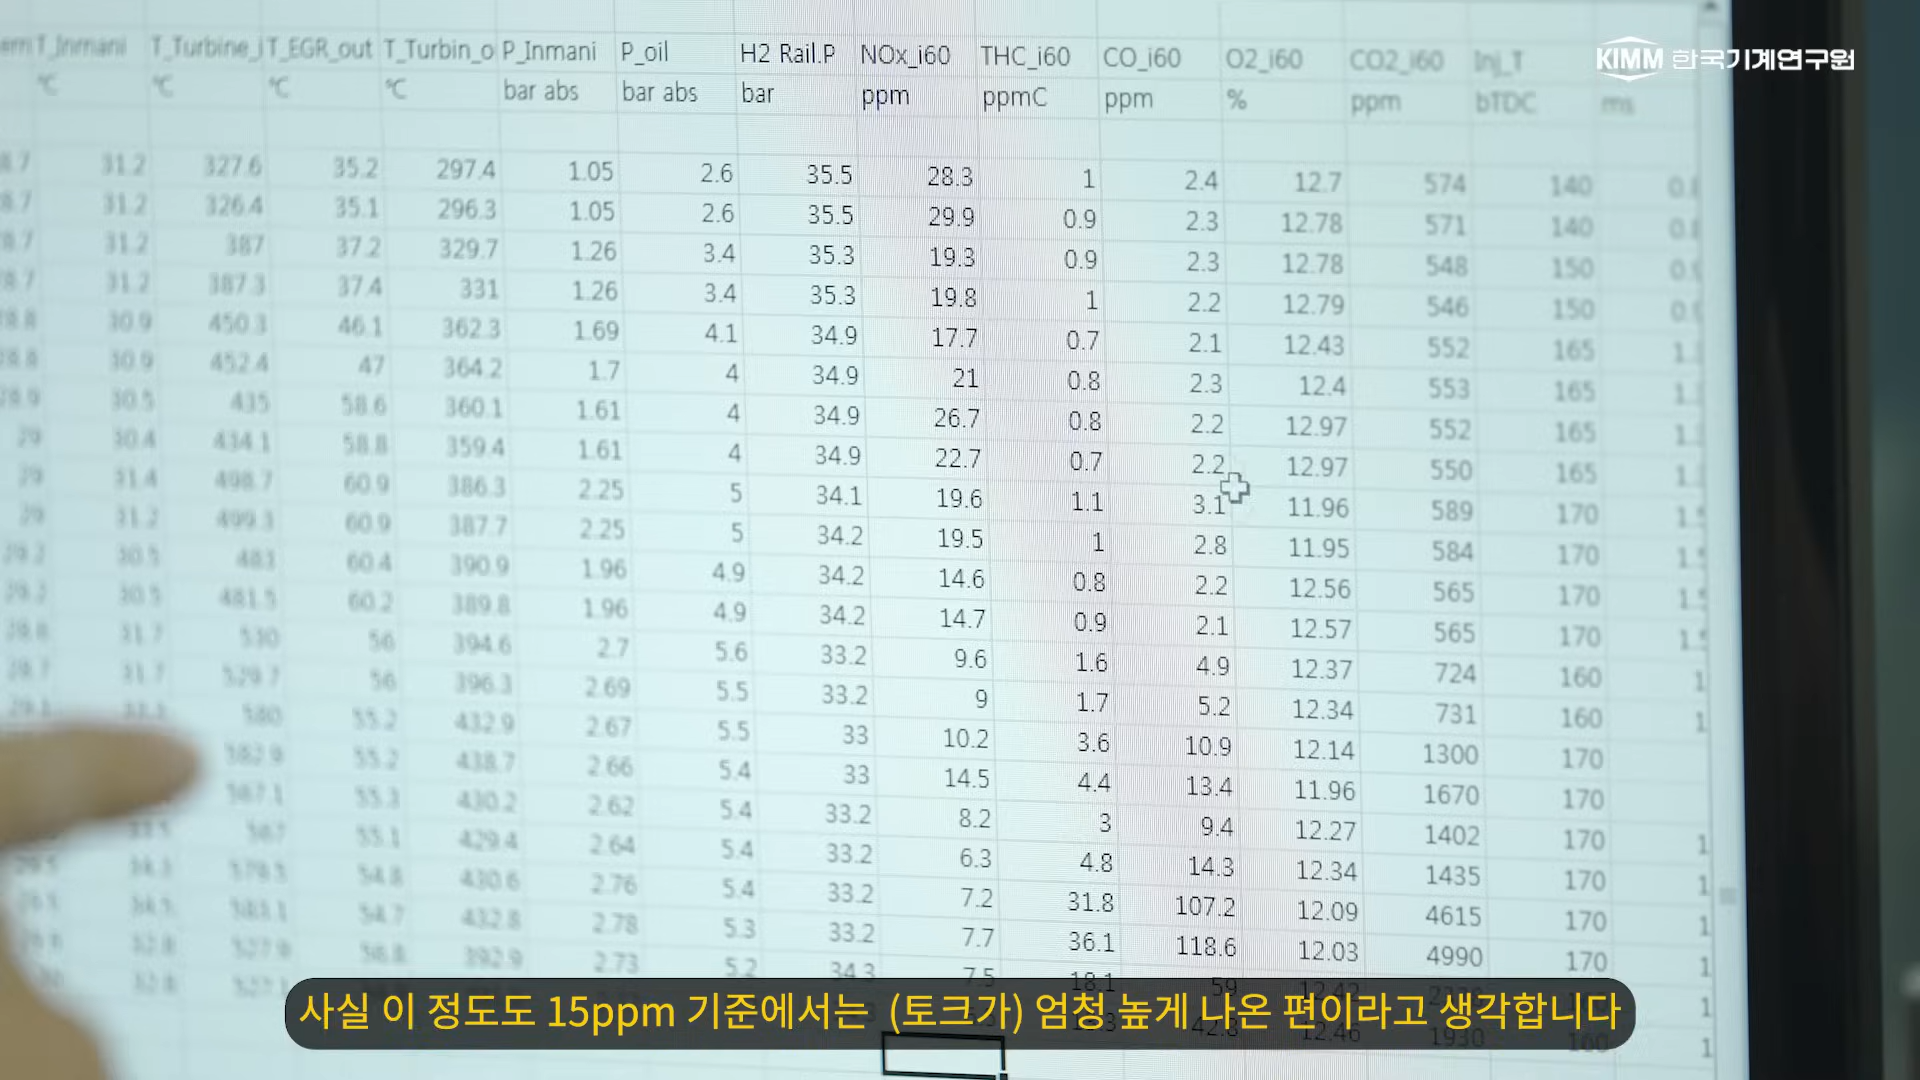 KIMM 한국기계연구원
T_Inmani T_Turbine_i T_EGR_out T_Turbin_o P_Inmani P_oil H2 Rail.P NOx_i60 THC_i60 CO_i60 O2_i60 CO2_i60 Inj_T
℃ ℃ ℃ ℃ bar abs bar abs bar ppm ppmC ppm % ppm bTDC ms
31.2 327.6 35.2 297.4 1.05 2.6 35.5 28.3 1 2.4 12.7 574 140
31.2 326.4 35.1 296.3 1.05 2.6 35.5 29.9 0.9 2.3 12.78 571 140
31.2 387 37.2 329.7 1.26 3.4 35.3 19.3 0.9 2.3 12.78 548 150
31.2 387.3 37.4 331 1.26 3.4 35.3 19.8 1 2.2 12.79 546 150
30.9 450.3 46.1 362.3 1.69 4.1 34.9 17.7 0.7 2.1 12.43 552 165
30.9 452.4 47 364.2 1.7 4 34.9 21 0.8 2.3 12.4 553 165
30.5 435 58.6 360.1 1.61 4 34.9 26.7 0.8 2.2 12.97 552 165
29 30.4 434.1 58.8 359.4 1.61 4 34.9 22.7 0.7 2.2 12.97 550 165
29 31.4 498.7 60.9 386.3 2.25 5 34.1 19.6 1.1 3.1 11.96 589 170
29 31.2 499.3 60.9 387.7 2.25 5 34.2 19.5 1 2.8 11.95 584 170
29.2 30.5 483 60.4 390.9 1.96 4.9 34.2 14.6 0.8 2.2 12.56 565 170
29.2 30.5 481.5 60.2 389.8 1.96 4.9 34.2 14.7 0.9 2.1 12.57 565 170
31.7 530 56 394.6 2.7 5.6 33.2 9.6 1.6 4.9 12.37 724 160
31.7 529.7 56 396.3 2.69 5.5 33.2 9 1.7 5.2 12.34 731 160
580 55.2 432.9 2.67 5.5 33 10.2 3.6 10.9 12.14 1300 170
582.9 55.2 438.7 2.66 5.4 33 14.5 4.4 13.4 11.96 1670 170
567.1 55.3 430.2 2.62 5.4 33.2 8.2 3 9.4 12.27 1402 170
567 55.1 429.4 2.64 5.4 33.2 6.3 4.8 14.3 12.34 1435 170
54.8 430.6 2.76 5.4 33.2 7.2 31.8 107.2 12.09 4615 170
54.7 432.8 2.78 5.3 33.2 7.7 36.1 118.6 12.03 4990 170
392.9 2.73 5.2 34.3 7.5 18.1 59
사실 이 정도도 15ppm 기준에서는 (토크가) 엄청 높게 나온 편이라고 생각합니다